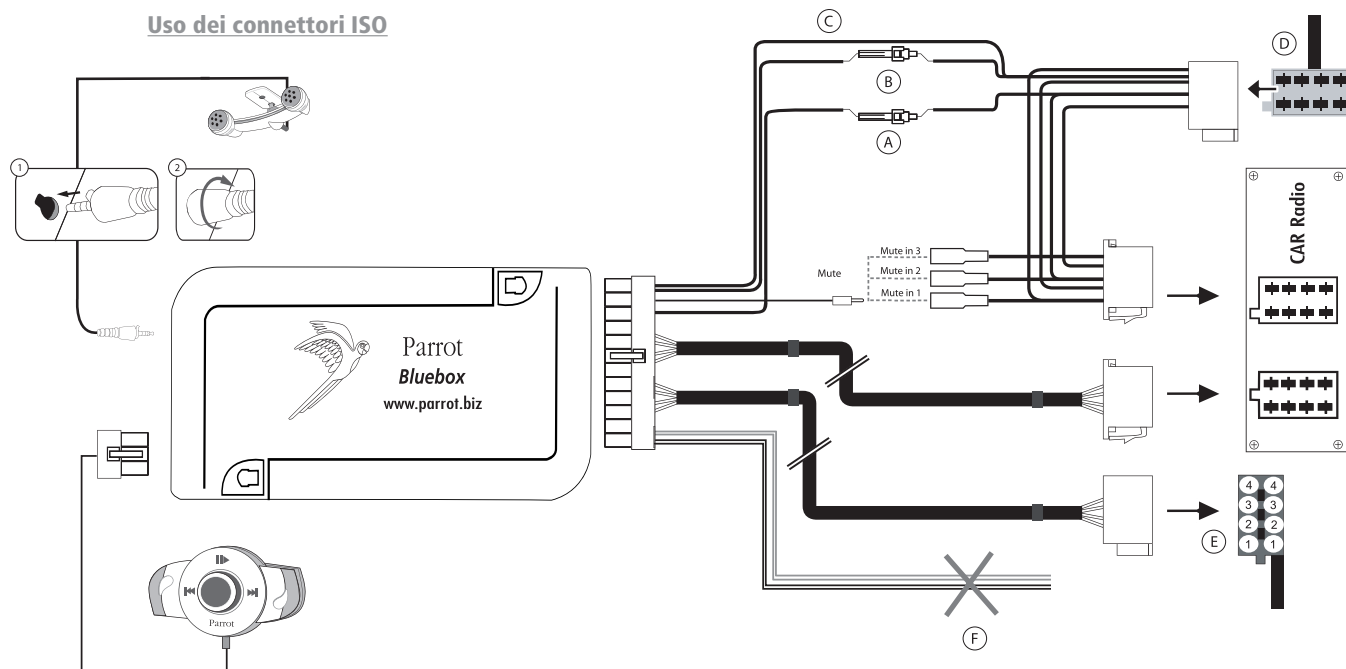 Uso dei connettori ISO
C
D
B
A
1
2
CAR Radio
Mute in 3
Mute
Mute in 2
Mute in 1
Parrot
Bluebox
www.parrot.biz
4 4
3 3
2 2
1 1
E
Parrot
F